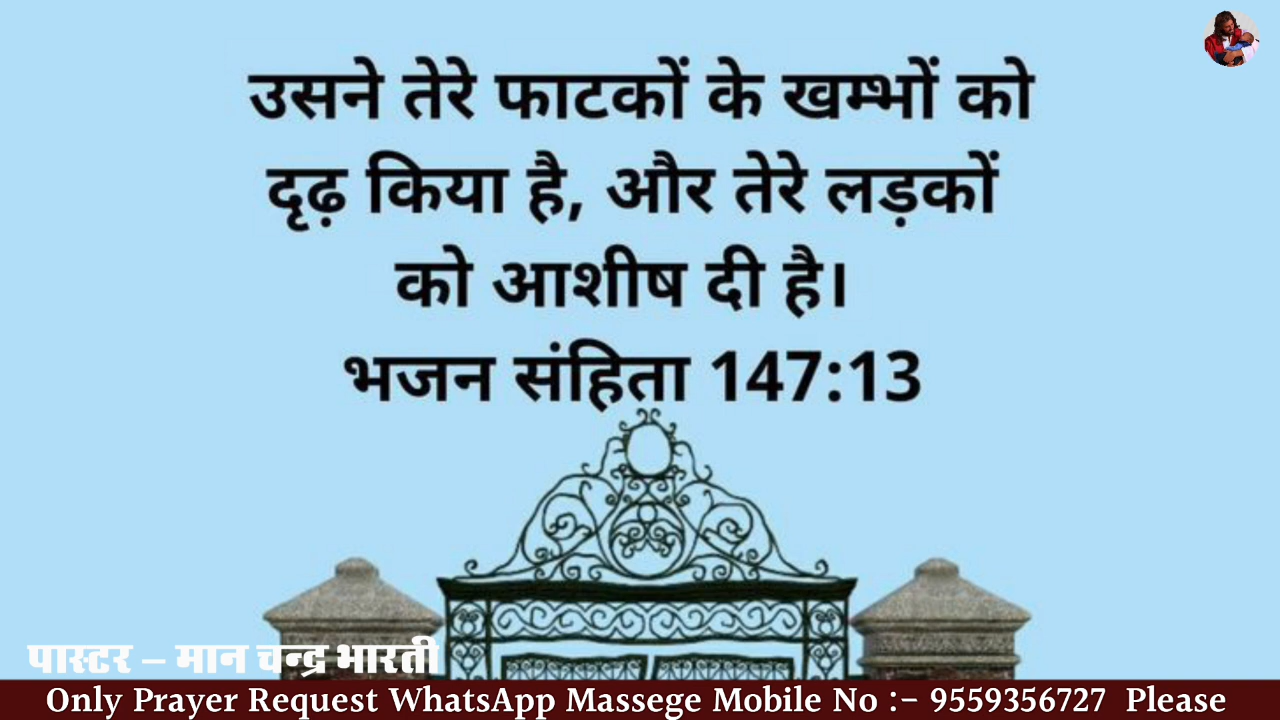 उसने तेरे फाटकों के खम्भों को
दृढ़ किया है, और तेरे लड़कों
को आशीष दी है।
भजन संहिता 147:13
पास्टर – मान चन्द्र भारती
Only Prayer Request WhatsApp Massege Mobile No :- 9559356727 Please